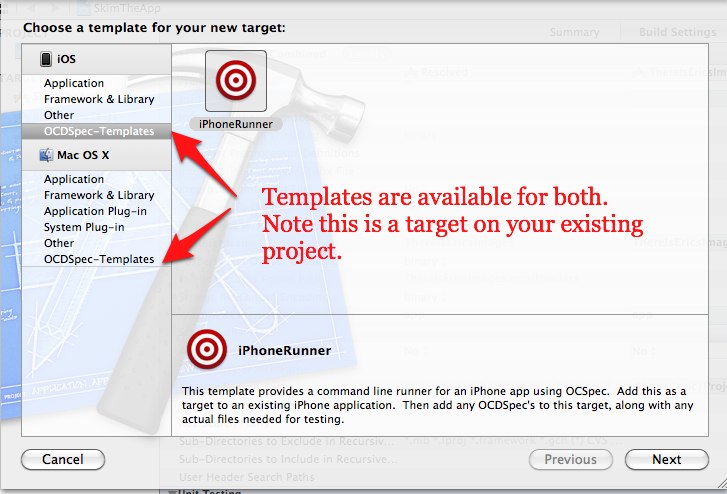 SkimTheApp
Choose a template for your new target:
Summary
Build Settings
iOS
Application
Framework & Library
Other
OCDSpec-Templates
Mac OS X
Application
Framework & Library
Application Plug-in
System Plug-in
Other
OCDSpec-Templates
iPhoneRunner
Templates are available for both.
Note this is a target on your existing
project.
iPhoneRunner
This template provides a command line runner for an iPhone app using OCSpec.  Add this as a
target to an existing iPhone application.  Then add any OCDSpec's to this target, along with any
actual files needed for testing.
Sub-Directories to Exclude in Recursive...
Sub-Directories to Include in Recursive...
User Header Search Paths
Unit Testing
Cancel
Previous
Next